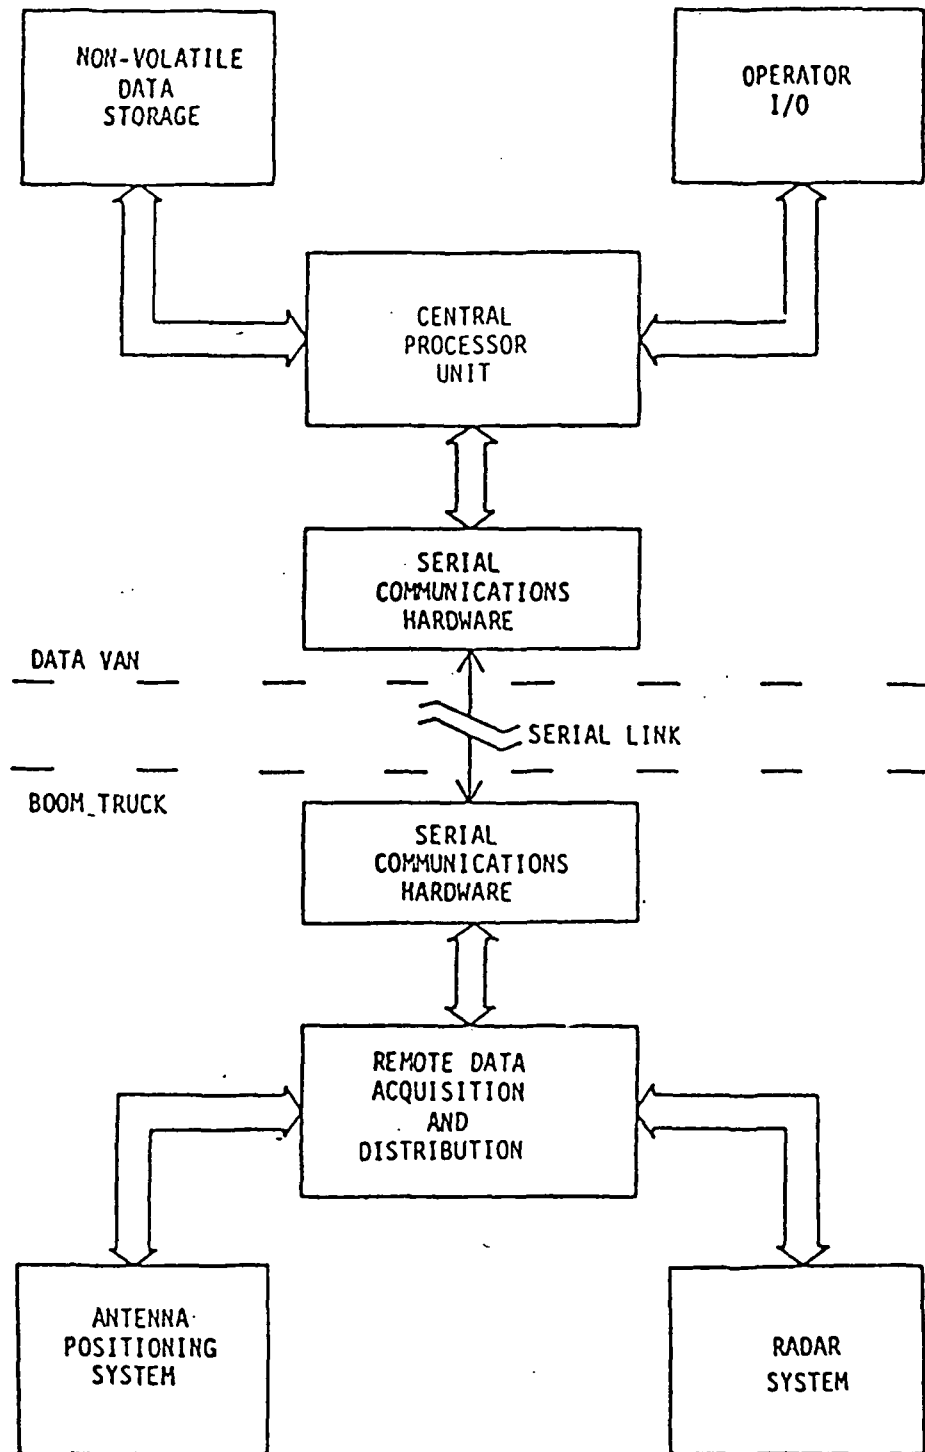 NON-VOLATILE
DATA
STORAGE
OPERATOR
I/O
CENTRAL
PROCESSOR
UNIT
SERIAL
COMMUNICATIONS
HARDWARE
DATA VAN
SERIAL LINK
BOOM_TRUCK
SERIAL
COMMUNICATIONS
HARDWARE
REMOTE DATA
ACQUISITION
AND
DISTRIBUTION
ANTENNA
POSITIONING
SYSTEM
RADAR
SYSTEM